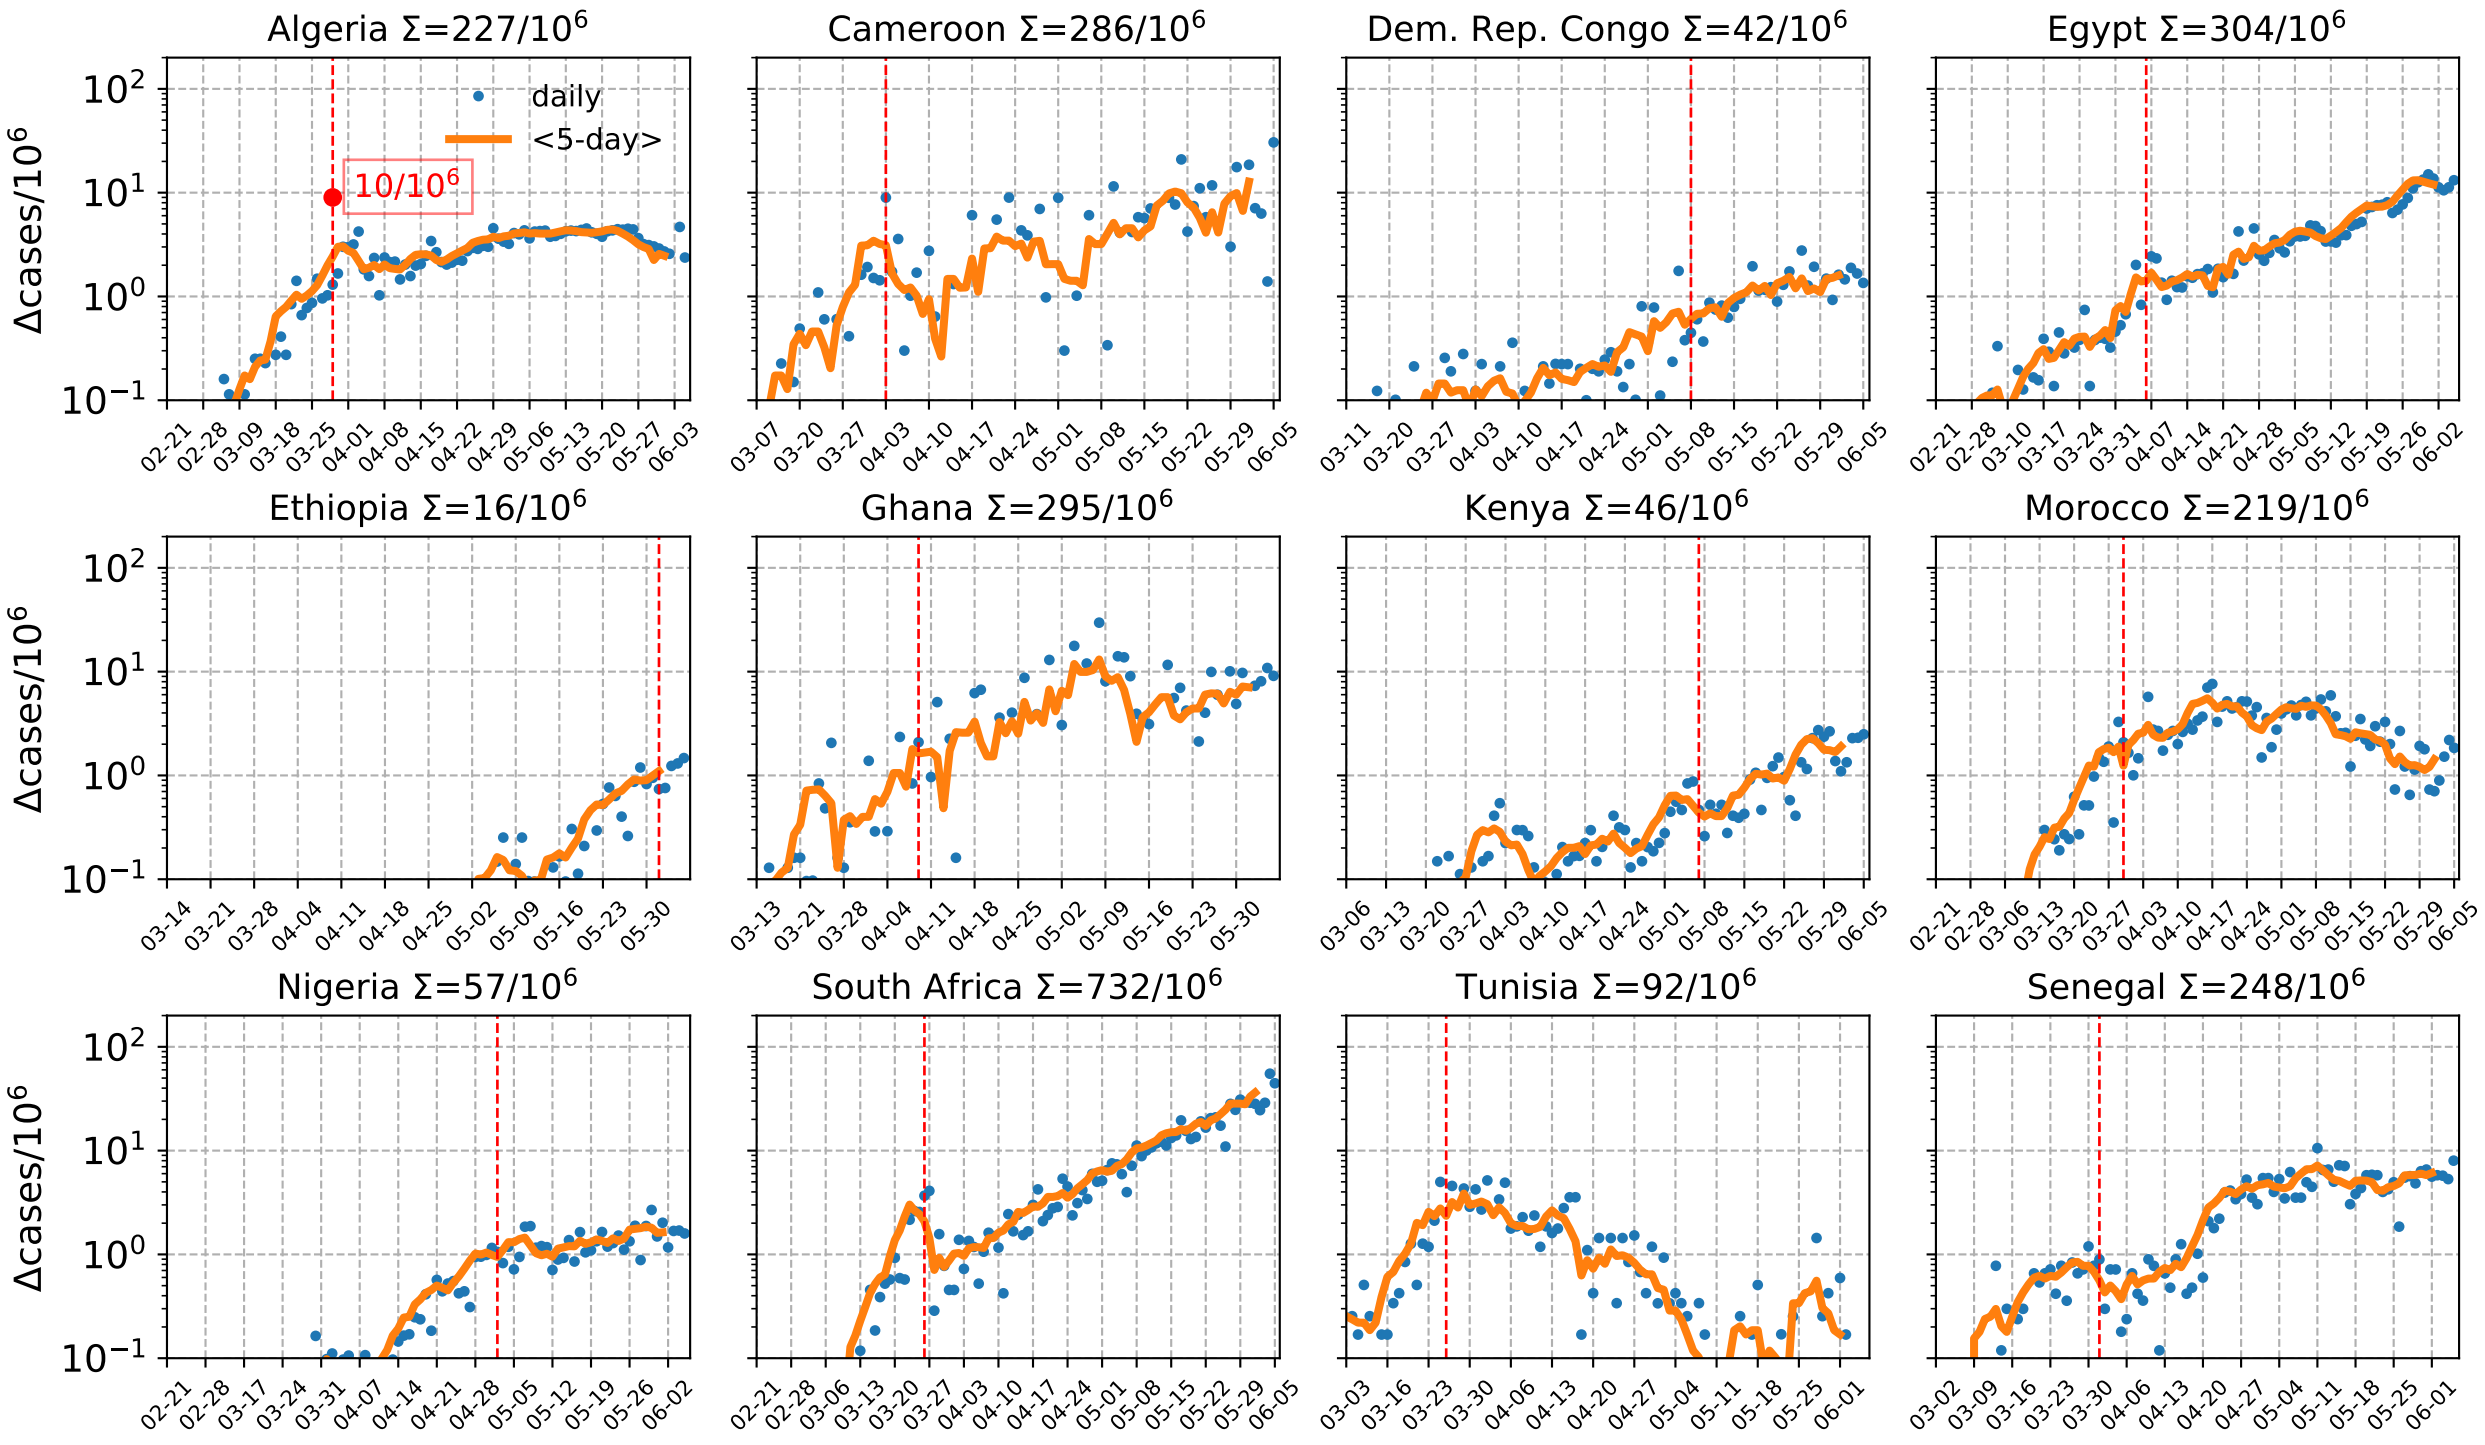 Algeria Σ=227/10⁶
Cameroon Σ=286/10⁶
Dem. Rep. Congo Σ=42/10⁶
Egypt Σ=304/10⁶
Δcases/10⁶
10²
10¹
10⁰
10⁻¹
daily
<5-day>
10/10⁶
02-21 02-28 03-09 03-18 03-25 04-01 04-08 04-15 04-22 04-29 05-06 05-13 05-20 05-27 06-03
03-07 03-20 03-27 04-03 04-10 04-17 04-24 05-01 05-08 05-15 05-22 05-29 06-05
03-11 03-20 03-27 04-03 04-10 04-17 04-24 05-01 05-08 05-15 05-22 05-29 06-05
02-21 02-28 03-10 03-17 03-24 03-31 04-07 04-14 04-21 04-28 05-05 05-12 05-19 05-26 06-02
Ethiopia Σ=16/10⁶
Ghana Σ=295/10⁶
Kenya Σ=46/10⁶
Morocco Σ=219/10⁶
Δcases/10⁶
10²
10¹
10⁰
10⁻¹
03-14 03-21 03-28 04-04 04-11 04-18 04-25 05-02 05-09 05-16 05-23 05-30
03-13 03-21 03-28 04-04 04-11 04-18 04-25 05-02 05-09 05-16 05-23 05-30
03-06 03-13 03-20 03-27 04-03 04-10 04-17 04-24 05-01 05-08 05-15 05-22 05-29 06-05
02-21 02-28 03-06 03-13 03-20 03-27 04-03 04-10 04-17 04-24 05-01 05-08 05-15 05-22 05-29 06-05
Nigeria Σ=57/10⁶
South Africa Σ=732/10⁶
Tunisia Σ=92/10⁶
Senegal Σ=248/10⁶
Δcases/10⁶
10²
10¹
10⁰
10⁻¹
02-21 02-28 03-17 03-24 03-31 04-07 04-14 04-21 04-28 05-05 05-12 05-19 05-26 06-02
02-21 02-28 03-06 03-13 03-20 03-27 04-03 04-10 04-17 04-24 05-01 05-08 05-15 05-22 05-29 06-05
03-03 03-16 03-23 03-30 04-06 04-13 04-20 04-27 05-04 05-11 05-18 05-25 06-01
03-02 03-09 03-16 03-23 03-30 04-06 04-13 04-20 04-27 05-04 05-11 05-18 05-25 06-01